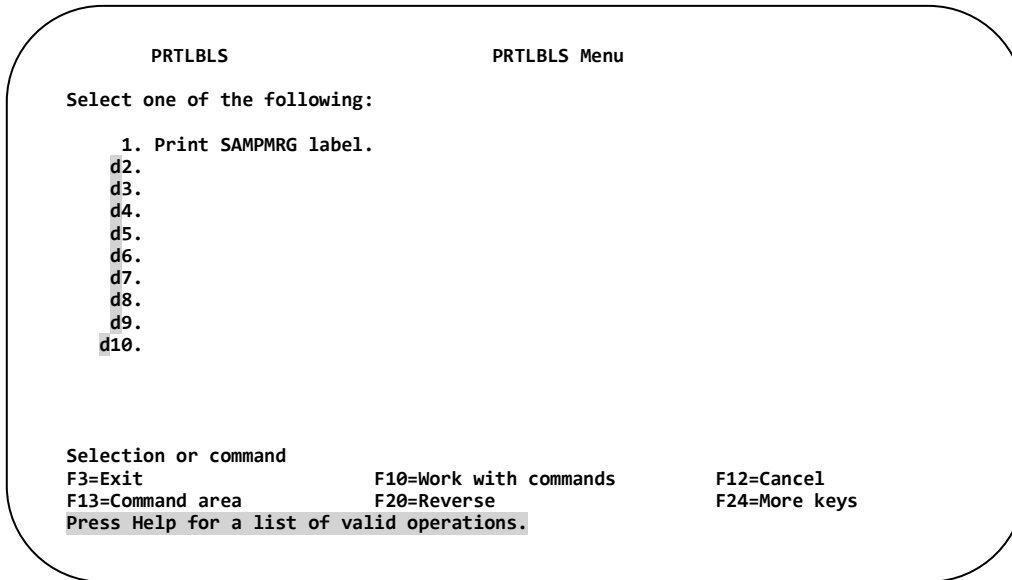 PRTLBLS PRTLBLS Menu
Select one of the following:
1. Print SAMPMRG label.
d2.
d3.
d4.
d5.
d6.
d7.
d8.
d9.
d10.
Selection or command
F3=Exit F10=Work with commands F12=Cancel
F13=Command area F20=Reverse F24=More keys
Press Help for a list of valid operations.